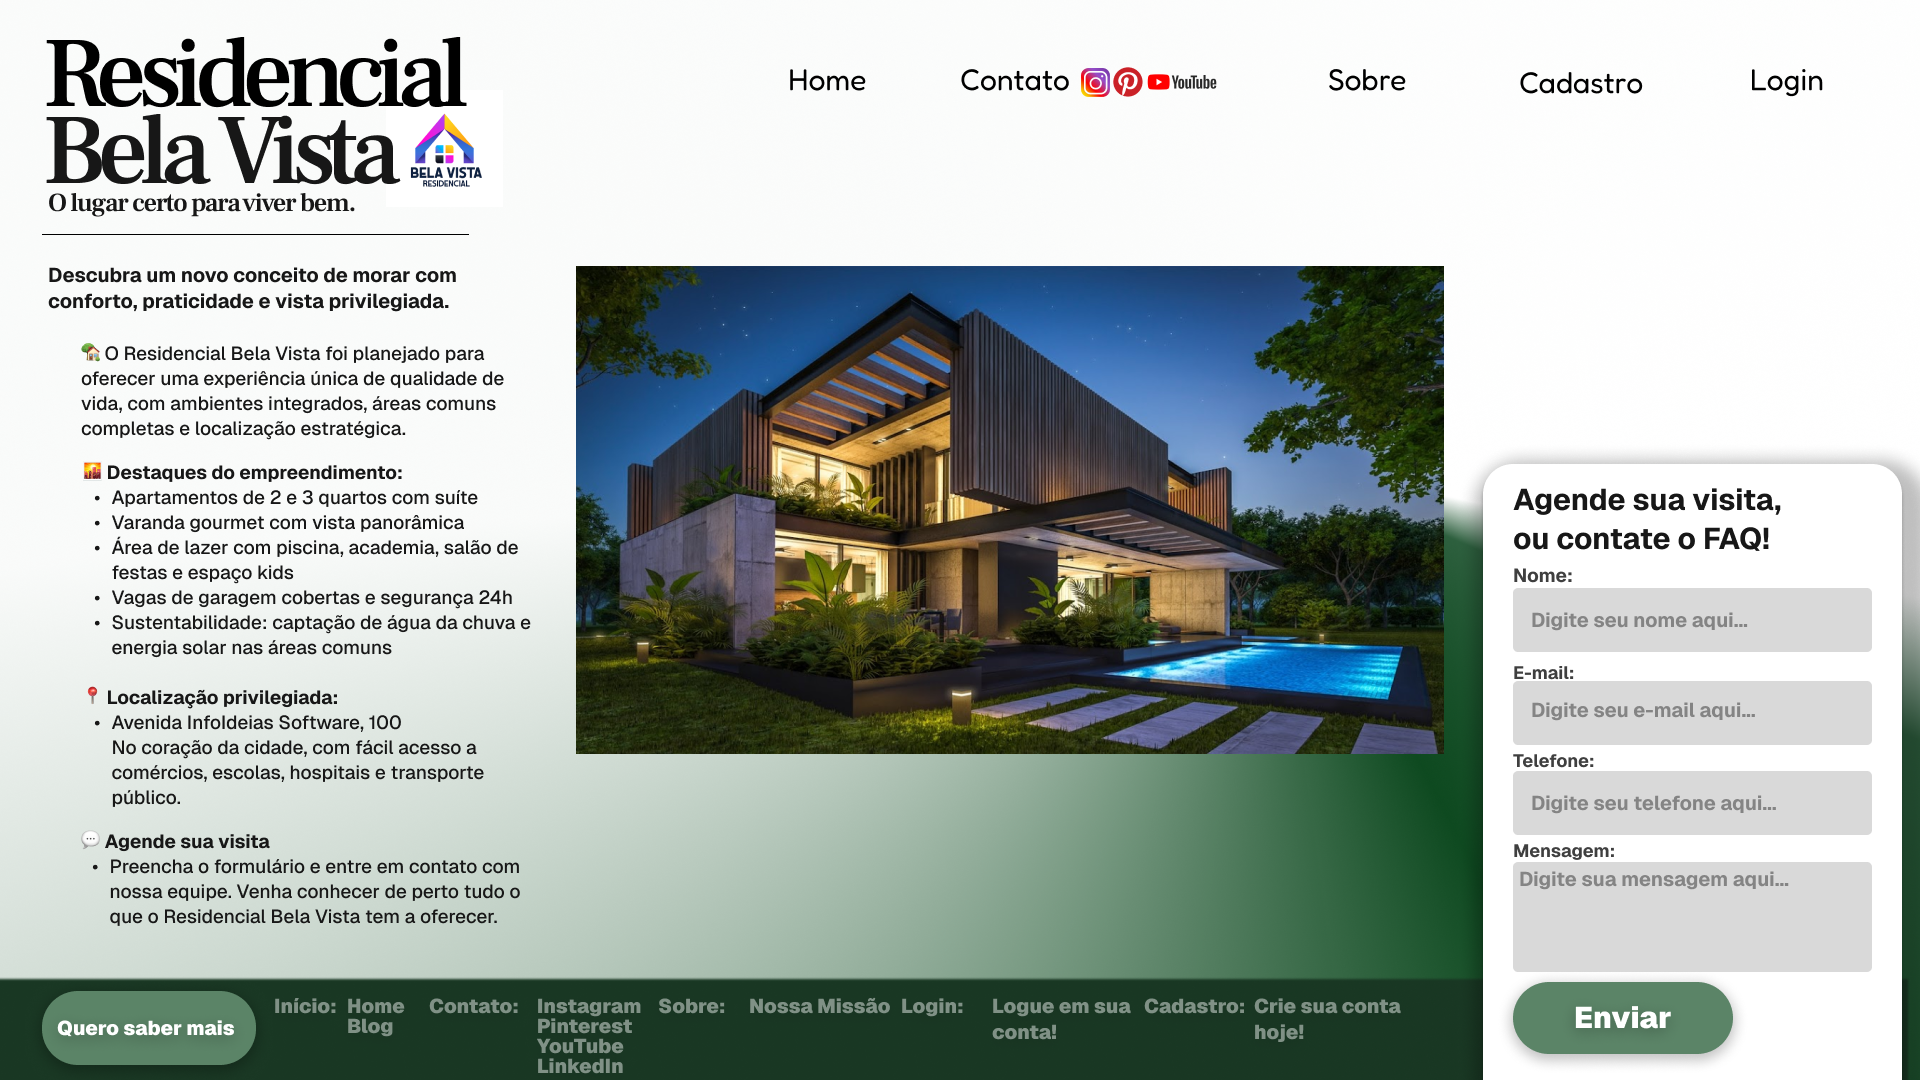 Residencial
Bela Vista
BELA VISTA
RESIDENCIAL
O lugar certo para viver bem.
Home
Contato
YouTube
Sobre
Cadastro
Login
Descubra um novo conceito de morar com
conforto, praticidade e vista privilegiada.
O Residencial Bela Vista foi planejado para
oferecer uma experiência única de qualidade de
vida, com ambientes integrados, áreas comuns
completas e localização estratégica.
Destaques do empreendimento:
• Apartamentos de 2 e 3 quartos com suíte
• Varanda gourmet com vista panorâmica
• Área de lazer com piscina, academia, salão de
festas e espaço kids
• Vagas de garagem cobertas e segurança 24h
• Sustentabilidade: captação de água da chuva e
energia solar nas áreas comuns
Localização privilegiada:
• Avenida InfoIdeias Software, 100
No coração da cidade, com fácil acesso a
comércios, escolas, hospitais e transporte
público.
Agende sua visita
• Preencha o formulário e entre em contato com
nossa equipe. Venha conhecer de perto tudo o
que o Residencial Bela Vista tem a oferecer.
Agende sua visita,
ou contate o FAQ!
Nome:
Digite seu nome aqui...
E-mail:
Digite seu e-mail aqui...
Telefone:
Digite seu telefone aqui...
Mensagem:
Digite sua mensagem aqui...
Enviar
Quero saber mais
Início:
Home
Blog
Contato:
Instagram
Pinterest
YouTube
LinkedIn
Sobre:
Nossa Missão
Login:
Logue em sua
conta!
Cadastro:
Crie sua conta
hoje!